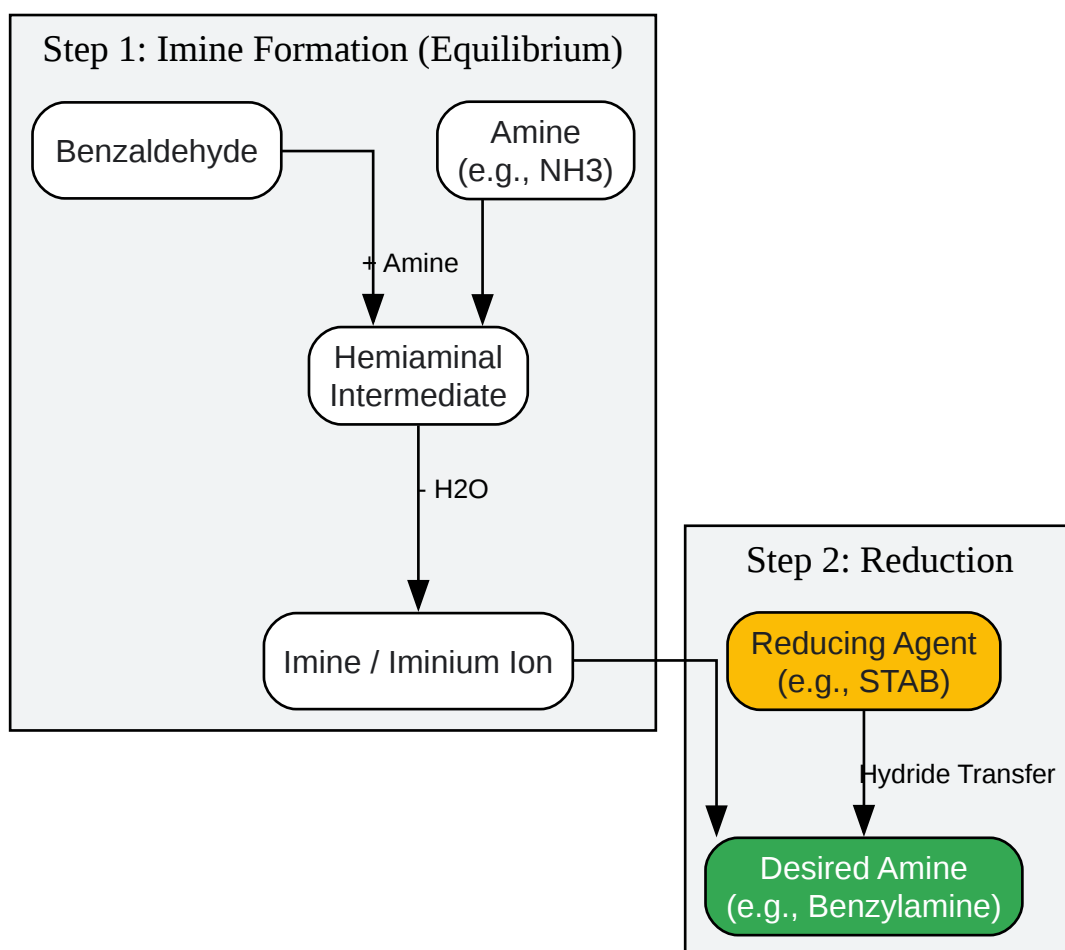 Step 1: Imine Formation (Equilibrium)
Benzaldehyde
Amine
(e.g., NH3)
+ Amine
Hemiaminal
Intermediate
- H2O
Imine / Iminium Ion
Step 2: Reduction
Reducing Agent
(e.g., STAB)
Hydride Transfer
Desired Amine
(e.g., Benzylamine)